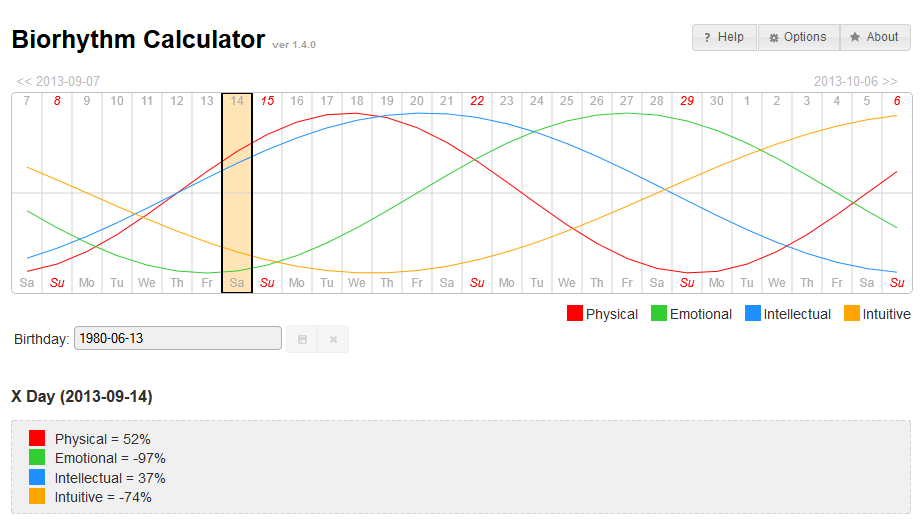 Biorhythm Calculator ver 1.4.0
? Help Options About
<< 2013-09-07 2013-10-06 >>
7 8 9 10 11 12 13 14 15 16 17 18 19 20 21 22 23 24 25 26 27 28 29 30 1 2 3 4 5 6
Sa Su Mo Tu We Th Fr Sa Su Mo Tu We Th Fr Sa Su Mo Tu We Th Fr Sa Su Mo Tu We Th Fr Sa Su
Physical Emotional Intellectual Intuitive
Birthday: 1980-06-13
X Day (2013-09-14)
Physical = 52%
Emotional = -97%
Intellectual = 37%
Intuitive = -74%